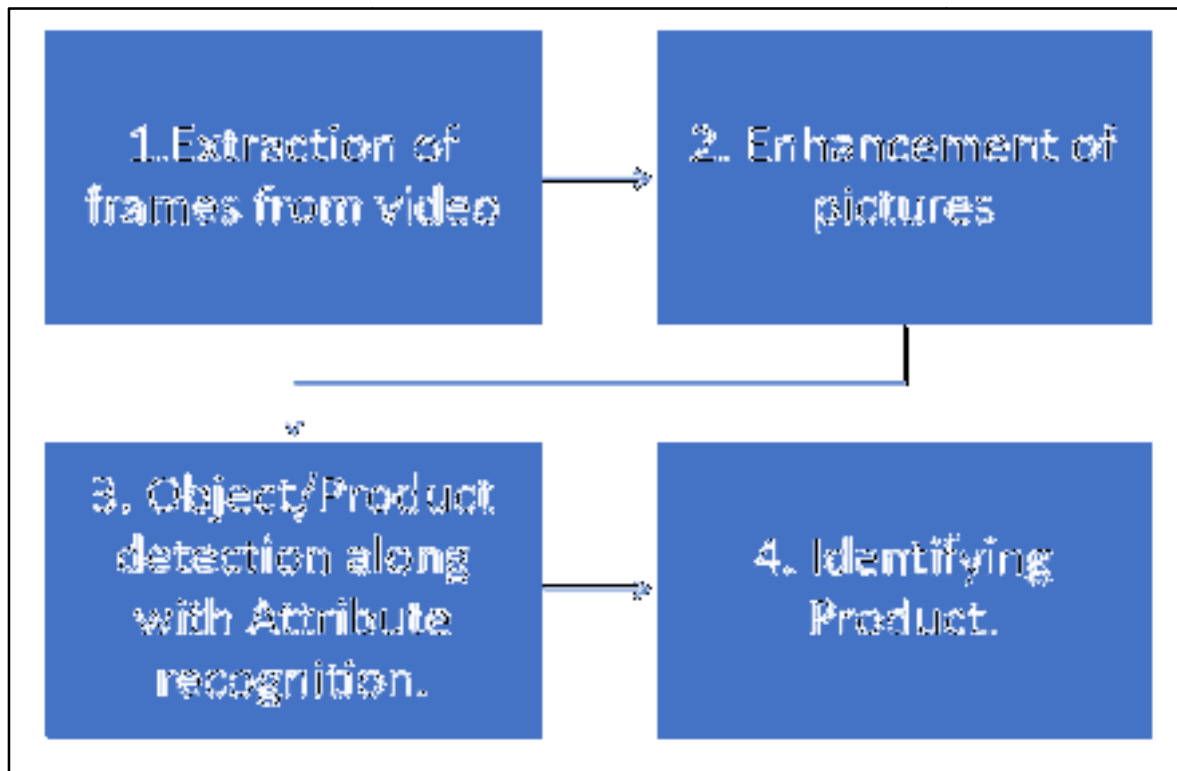 1.Extraction of
frames from video
2. Enhancement of
pictures
3. Object/Product
detection along
with Attribute
recognition.
4. Identifying
Product.